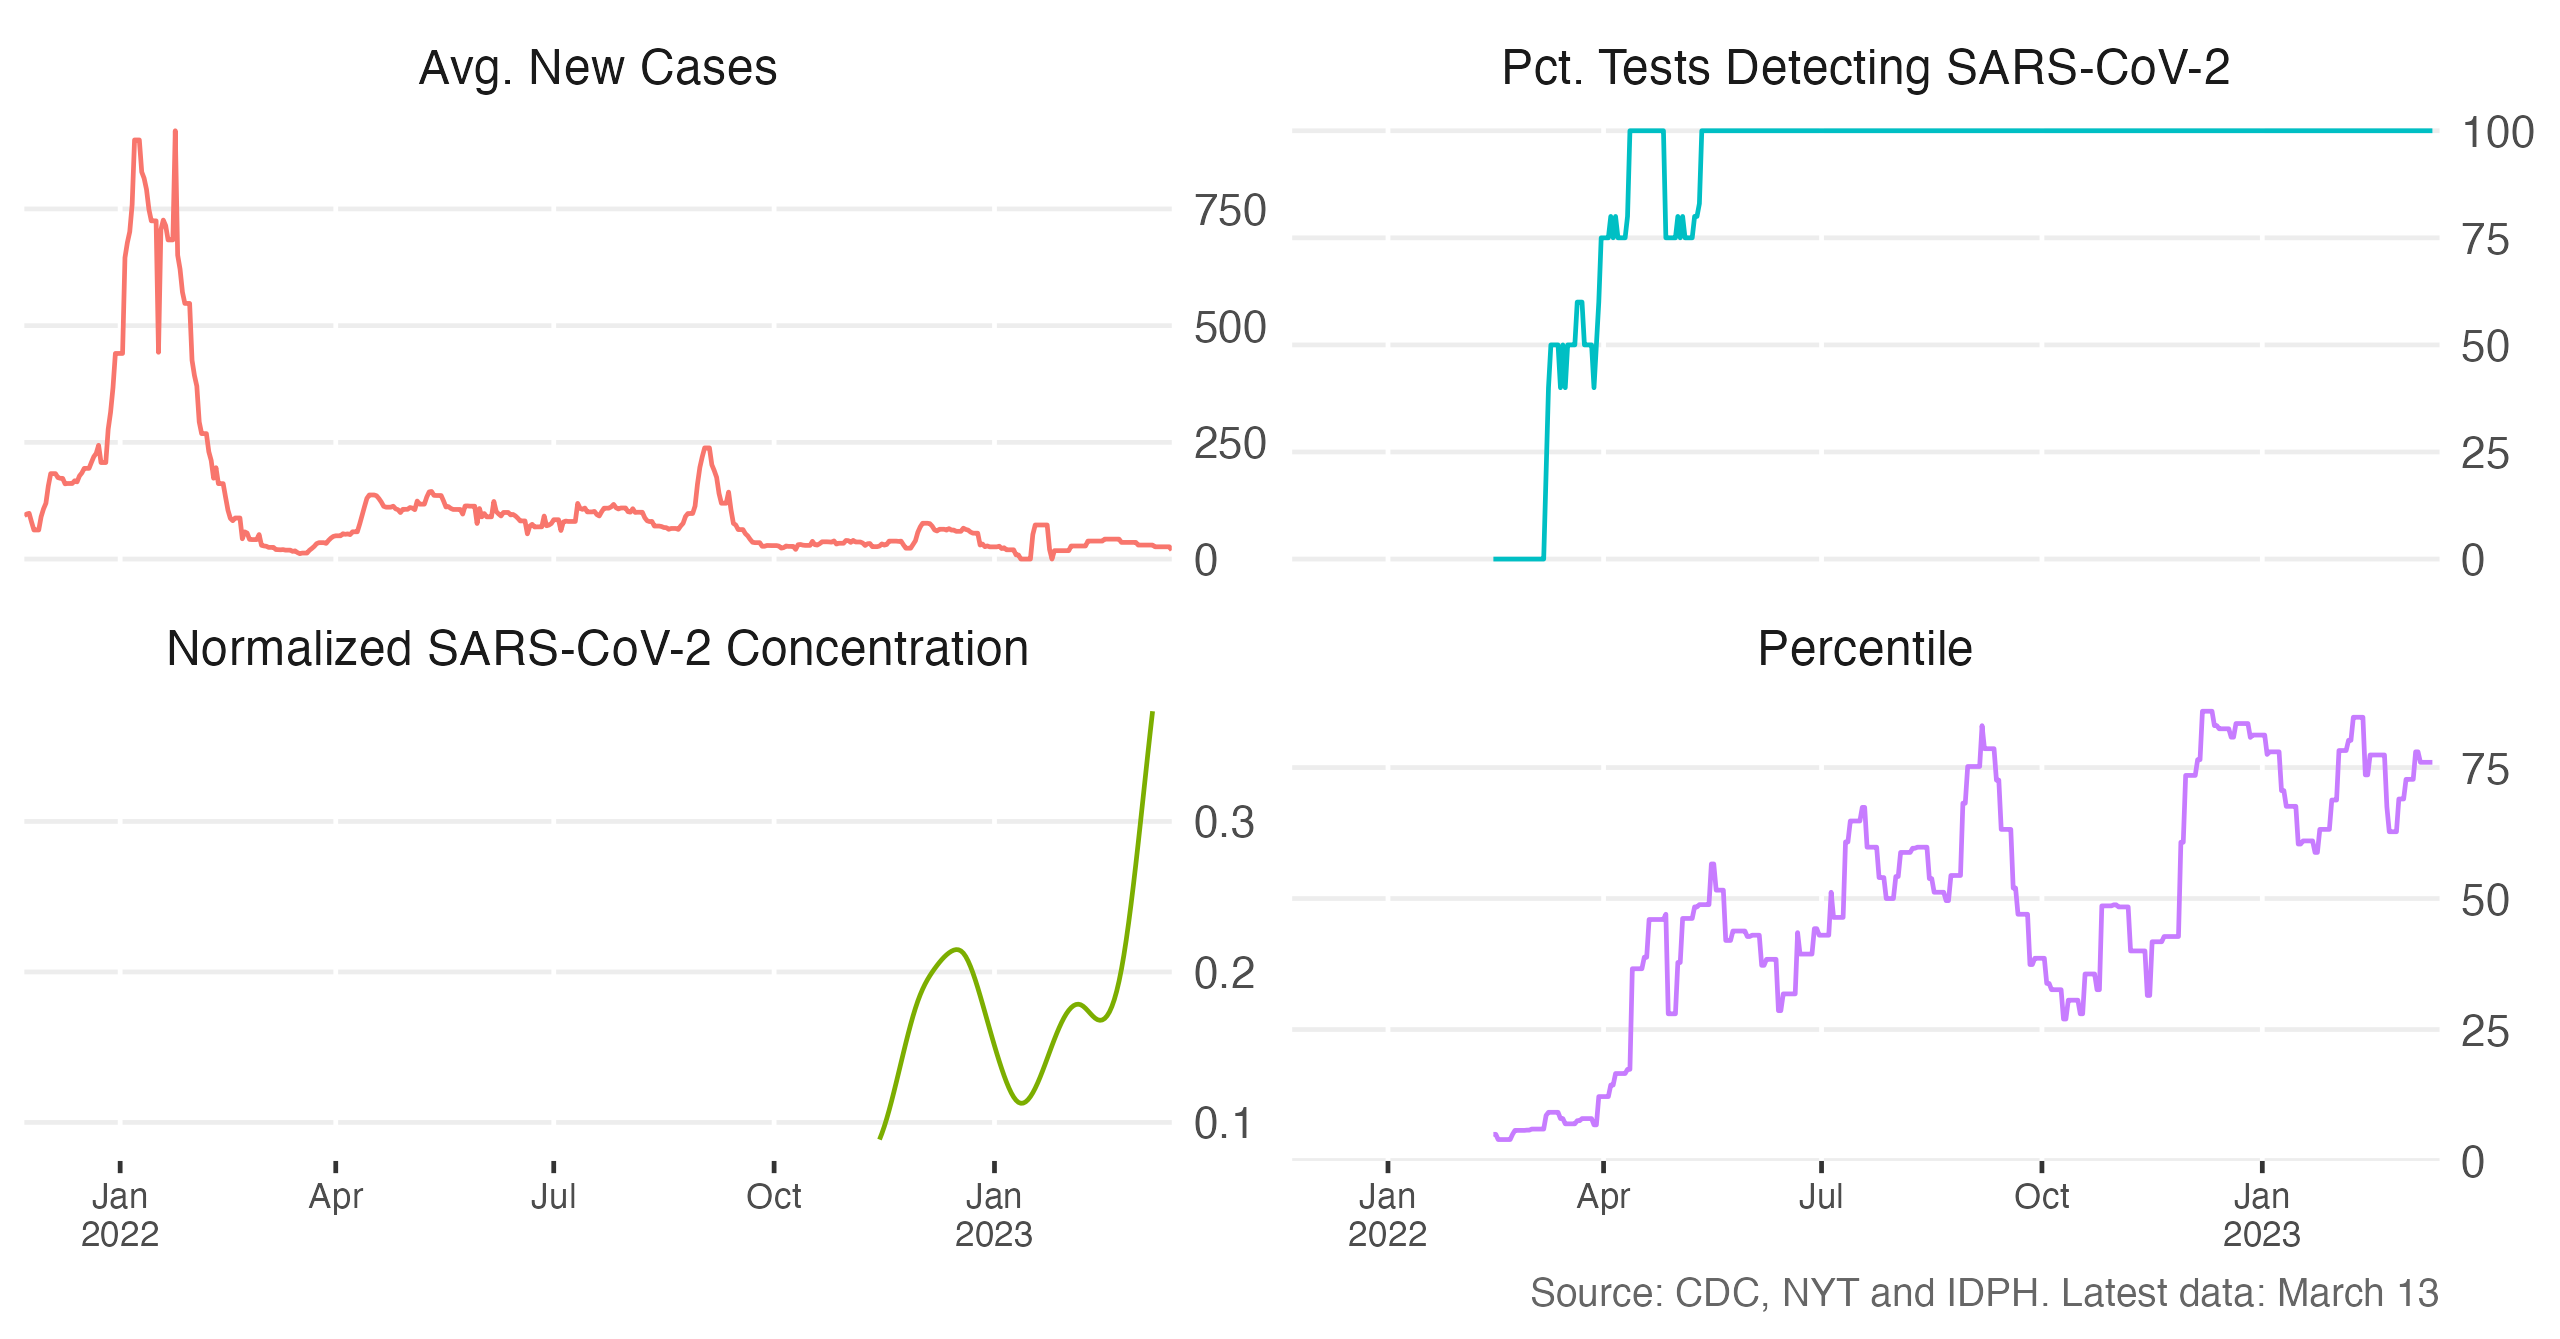 Avg. New Cases
750
500
250
0
Pct. Tests Detecting SARS-CoV-2
100
75
50
25
0
Normalized SARS-CoV-2 Concentration
0.3
0.2
0.1
Jan
2022
Apr
Jul
Oct
Jan
2023
Percentile
75
50
25
0
Jan
2022
Apr
Jul
Oct
Jan
2023
Source: CDC, NYT and IDPH. Latest data: March 13